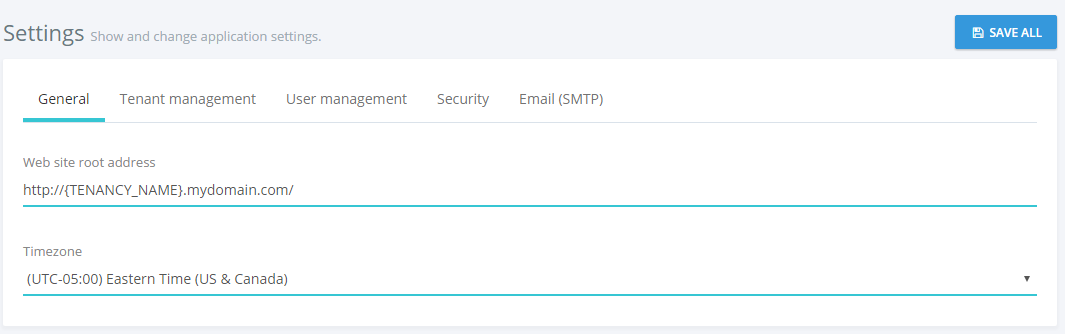 Settings Show and change application settings.
SAVE ALL
General Tenant management User management Security Email (SMTP)
Web site root address
http://{TENANCY_NAME}.mydomain.com/
Timezone
(UTC-05:00) Eastern Time (US & Canada)